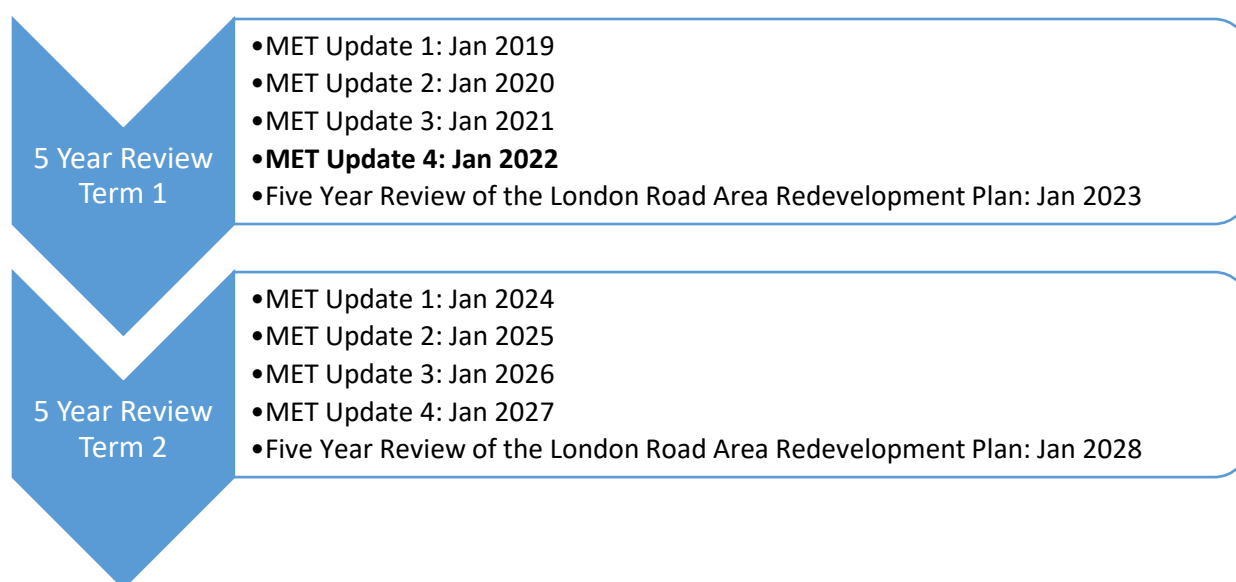 5 Year Review
Term 1
•MET Update 1: Jan 2019
•MET Update 2: Jan 2020
•MET Update 3: Jan 2021
•MET Update 4: Jan 2022
•Five Year Review of the London Road Area Redevelopment Plan: Jan 2023
5 Year Review
Term 2
•MET Update 1: Jan 2024
•MET Update 2: Jan 2025
•MET Update 3: Jan 2026
•MET Update 4: Jan 2027
•Five Year Review of the London Road Area Redevelopment Plan: Jan 2028